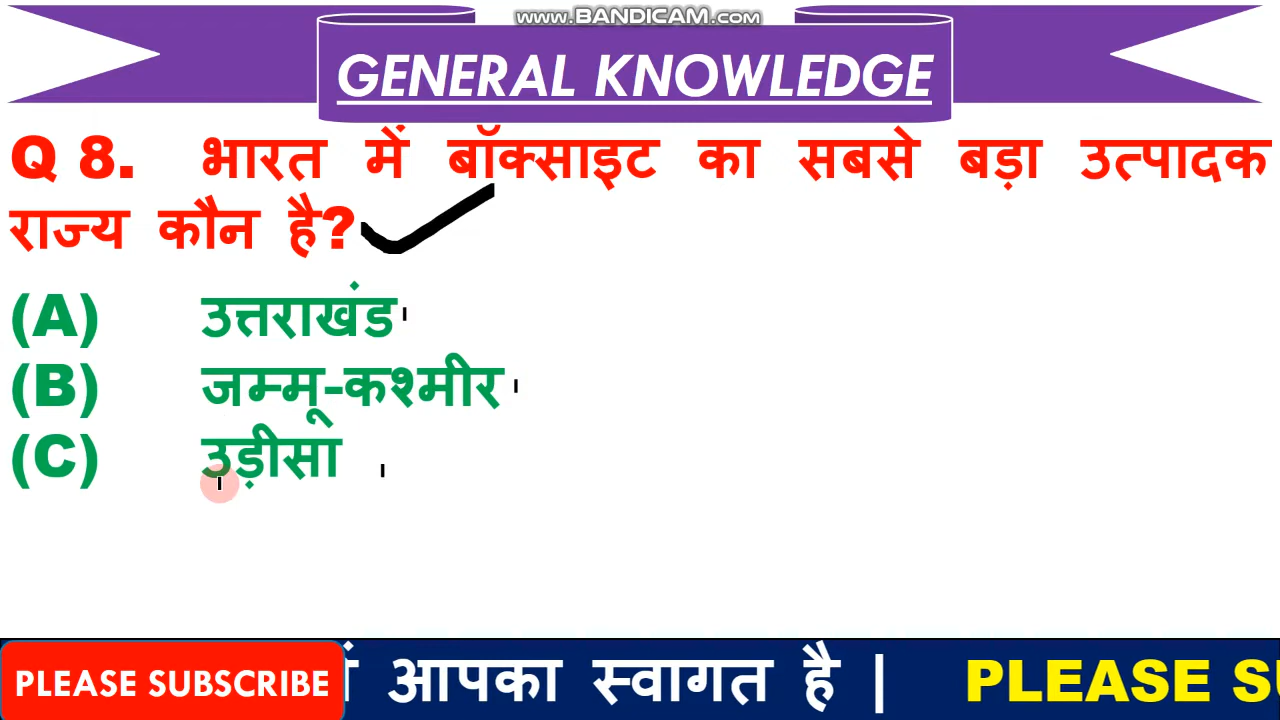 www.BANDICAM.com
GENERAL KNOWLEDGE
Q 8. भारत में बॉक्साइट का सबसे बड़ा उत्पादक
राज्य कौन है?
(A) उत्तराखंड
(B) जम्मू-कश्मीर
(C) उड़ीसा
PLEASE SUBSCRIBE आपका स्वागत है | PLEASE